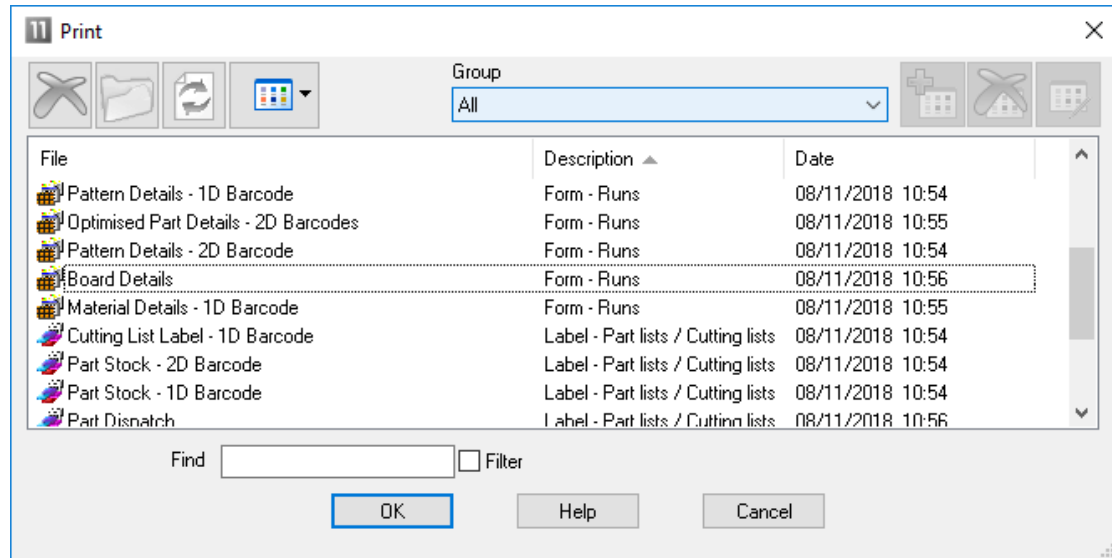 11 Print
Group
All
File Description Date
Pattern Details - 1D Barcode Form - Runs 08/11/2018 10:54
Optimised Part Details - 2D Barcodes Form - Runs 08/11/2018 10:55
Pattern Details - 2D Barcode Form - Runs 08/11/2018 10:54
Board Details Form - Runs 08/11/2018 10:56
Material Details - 1D Barcode Form - Runs 08/11/2018 10:55
Cutting List Label - 1D Barcode Label - Part lists / Cutting lists 08/11/2018 10:54
Part Stock - 2D Barcode Label - Part lists / Cutting lists 08/11/2018 10:54
Part Stock - 1D Barcode Label - Part lists / Cutting lists 08/11/2018 10:54
Part Dispatch Label - Part lists / Cutting lists 08/11/2018 10:56
Find Filter
OK Help Cancel